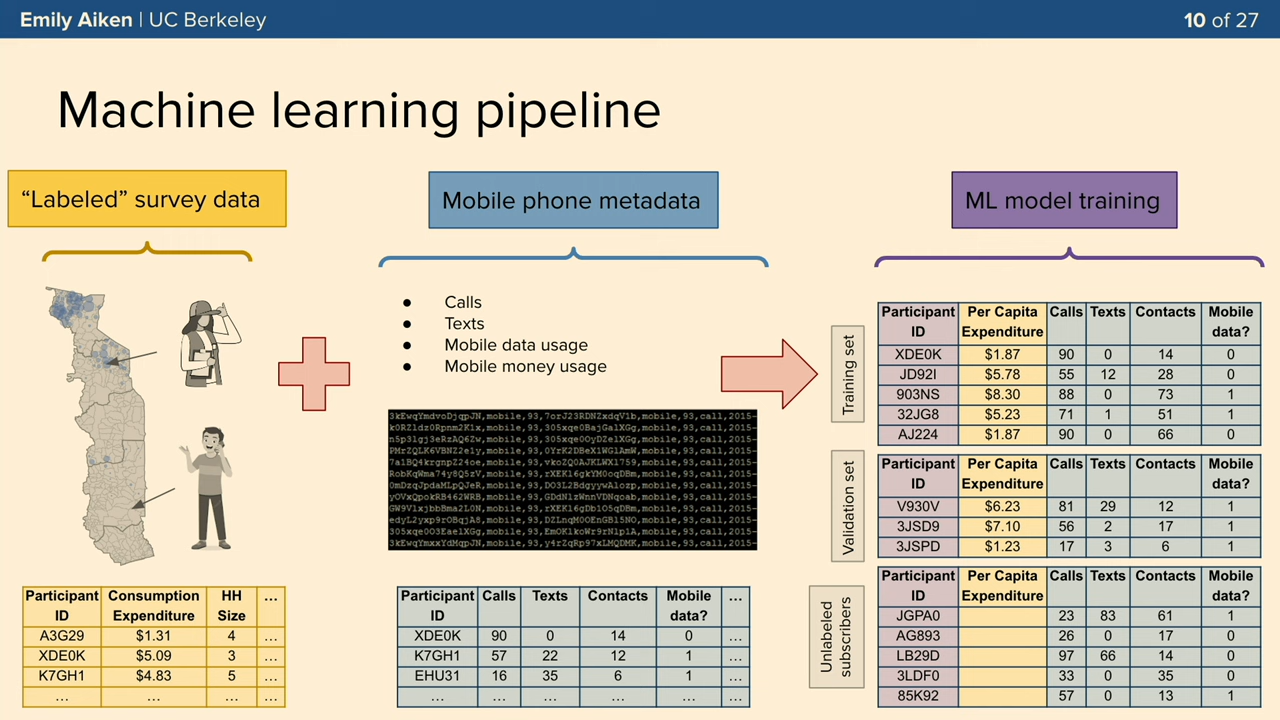 Emily Aiken | UC Berkeley
10 of 27
Machine learning pipeline
“Labeled” survey data
Mobile phone metadata
ML model training
● Calls
● Texts
● Mobile data usage
● Mobile money usage
Participant ID Consumption Expenditure HH Size ...
A3G29 $1.31 4 ...
XDE0K $5.09 3 ...
K7GH1 $4.83 5 ...
... ... ... ...
Participant ID Calls Texts Contacts Mobile data? ...
XDE0K 90 0 14 0 ...
K7GH1 57 22 12 1 ...
EHU31 16 35 6 1 ...
... ... ... ... ... ...
Training set
Participant ID Per Capita Expenditure Calls Texts Contacts Mobile data?
XDE0K $1.87 90 0 14 0
JD92I $5.78 55 12 28 0
903NS $8.30 88 0 73 1
32JG8 $5.23 71 1 51 1
AJ224 $1.87 90 0 66 0
Validation set
Participant ID Per Capita Expenditure Calls Texts Contacts Mobile data?
V930V $6.23 81 29 12 1
3JSD9 $7.10 56 2 17 1
3JSPD $1.23 17 3 6 1
Unlabeled subscribers
Participant ID Per Capita Expenditure Calls Texts Contacts Mobile data?
JGPA0 23 83 61 1
AG893 26 0 17 0
LB29D 97 66 14 0
3LDF0 33 0 35 0
85K92 57 0 13 1